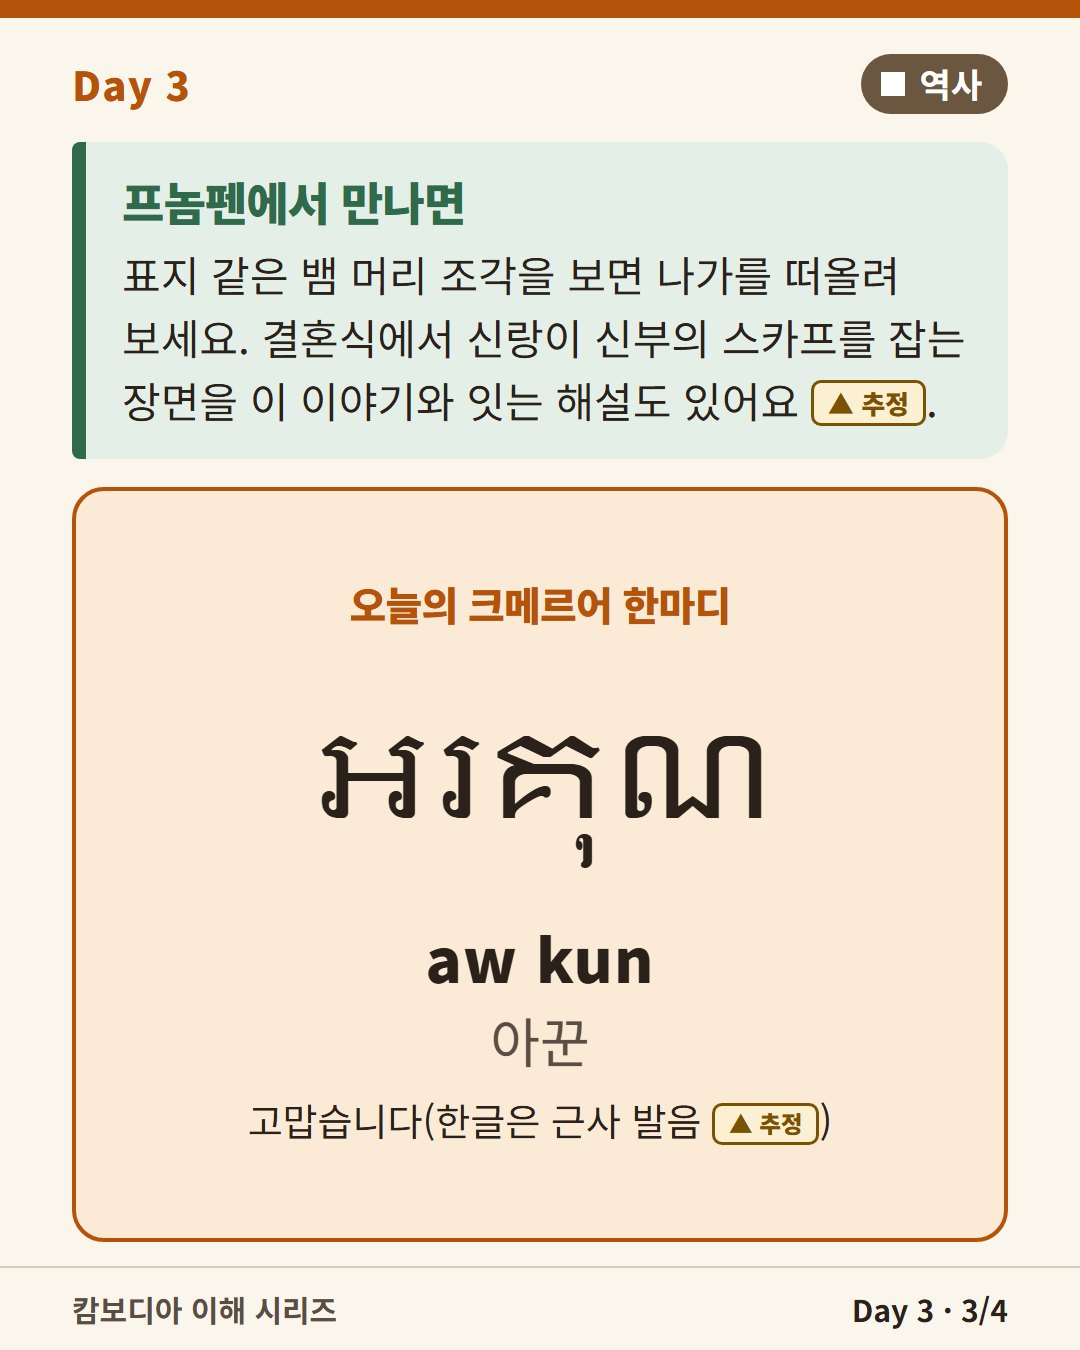 Day 3
■ 역사
프놈펜에서 만나면
표지 같은 뱀 머리 조각을 보면 나가를 떠올려
보세요. 결혼식에서 신랑이 신부의 스카프를 잡는
장면을 이 이야기와 잇는 해설도 있어요 ▲ 추정.
오늘의 크메르어 한마디
អរគុណ
aw kun
아꾼
고맙습니다(한글은 근사 발음 ▲ 추정)
캄보디아 이해 시리즈
Day 3 · 3/4